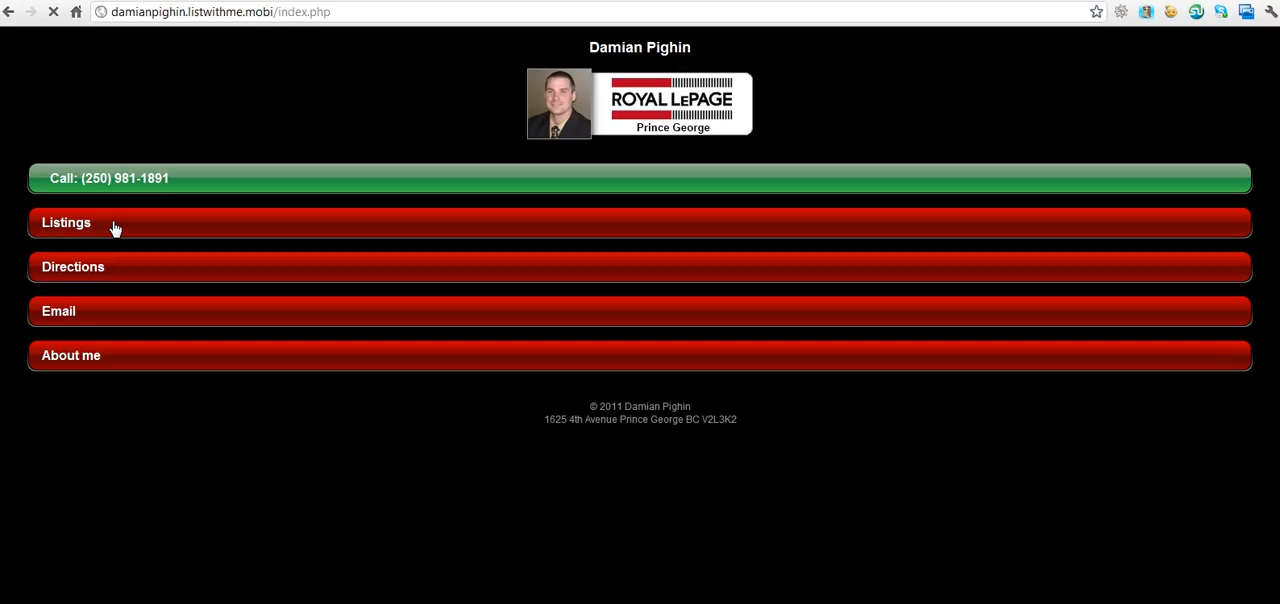 damianpighin.listwithme.mobi/index.php
Damian Pighin
ROYAL LEPAGE
Prince George
Call: (250) 981-1891
Listings
Directions
Email
About me
© 2011 Damian Pighin
1625 4th Avenue Prince George BC V2L3K2